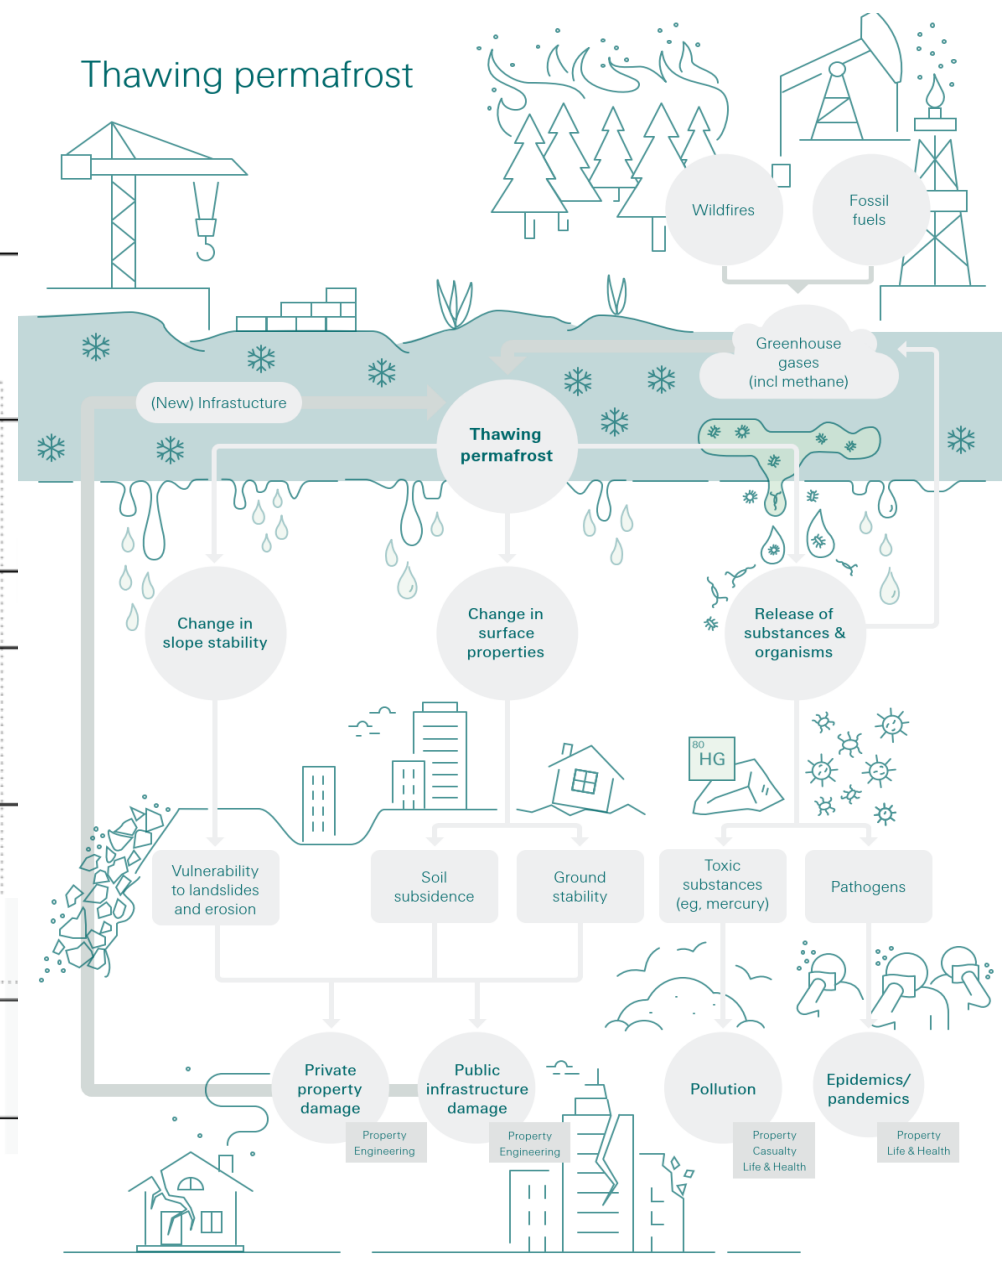 Thawing permafrost
Wildfires
Fossil
fuels
Greenhouse
gases
(incl methane)
(New) Infrastucture
Thawing
permafrost
Change in
slope stability
Change in
surface
properties
Release of
substances &
organisms
80
HG
Vulnerability
to landslides
and erosion
Soil
subsidence
Ground
stability
Toxic
substances
(eg, mercury)
Pathogens
Private
property
damage
Public
infrastructure
damage
Pollution
Epidemics/
pandemics
Property
Engineering
Property
Engineering
Property
Casualty
Life & Health
Property
Life & Health